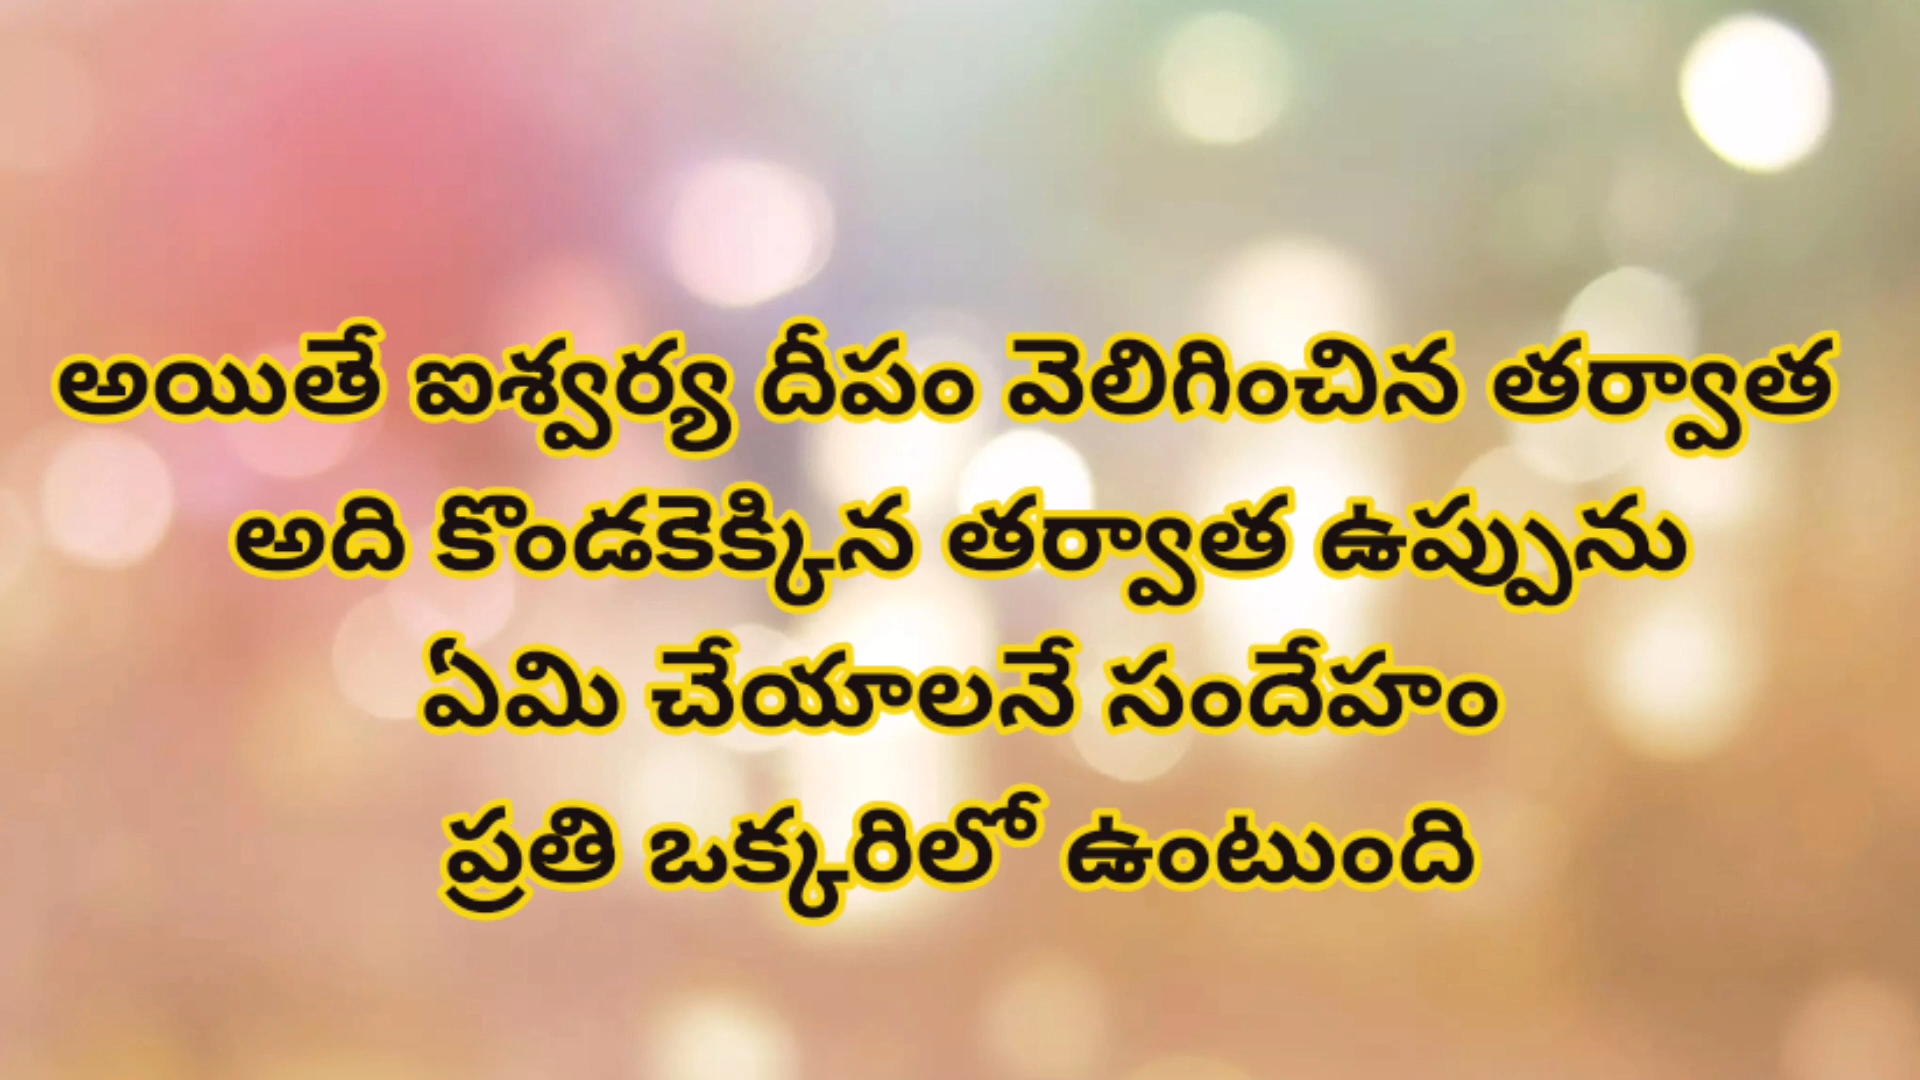 అయితే ఐశ్వర్య దీపం వెలిగించిన తర్వాత
అది కొండకెక్కిన తర్వాత ఉప్పును
ఏమి చేయాలనే సందేహం
ప్రతి ఒక్కరిలో ఉంటుంది